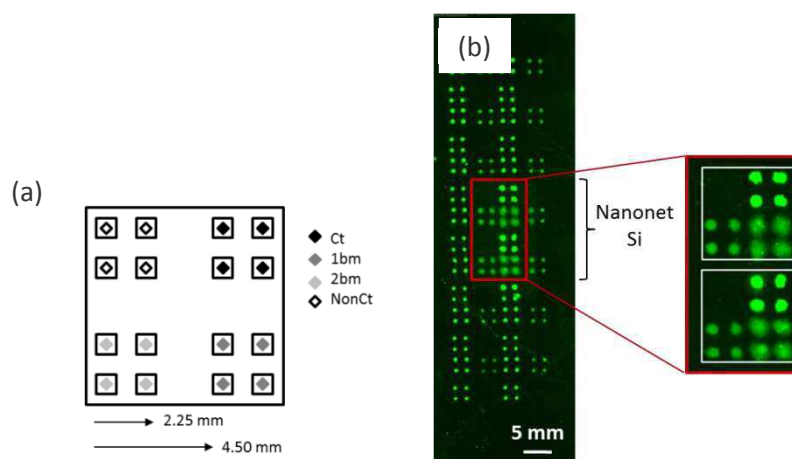 (a)
Ct
1bm
2bm
NonCt
2.25 mm
4.50 mm
(b)
Nanonet
Si
5 mm